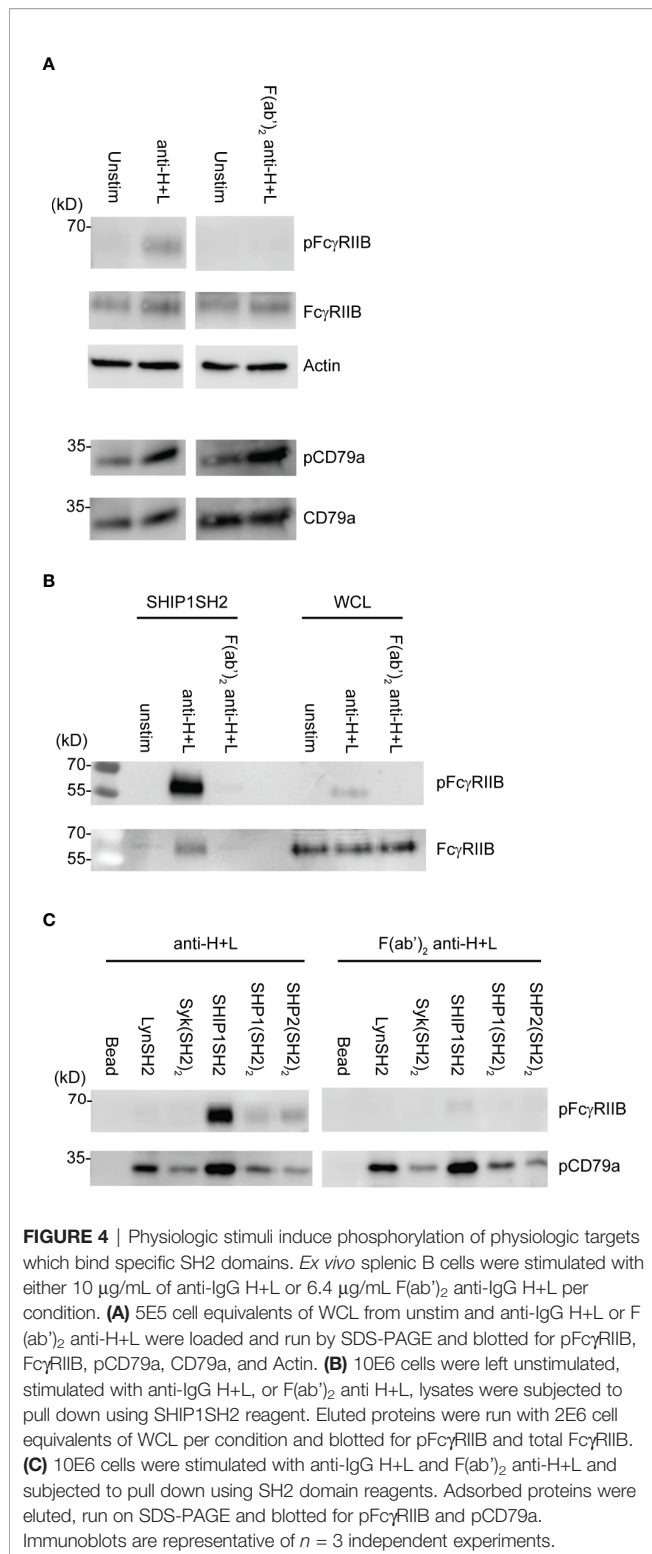 A
Unstim
anti-H+L
Unstim
F(ab')₂ anti-H+L
(kD)
70-
pFcγRIIB
FcγRIIB
Actin
35-
pCD79a
35-
CD79a
B
SHIP1SH2
WCL
unstim
anti-H+L
F(ab')₂ anti-H+L
unstim
anti-H+L
F(ab')₂ anti-H+L
(kD)
70-
55-
pFcγRIIB
70-
55-
FcγRIIB
C
anti-H+L
F(ab')₂ anti-H+L
Bead
LynSH2
Syk(SH2)₂
SHIP1SH2
SHP1(SH2)₂
SHP2(SH2)₂
Bead
LynSH2
Syk(SH2)₂
SHIP1SH2
SHP1(SH2)₂
SHP2(SH2)₂
(kD)
70-
pFcγRIIB
35-
pCD79a
FIGURE 4 | Physiologic stimuli induce phosphorylation of physiologic targets
which bind specific SH2 domains. Ex vivo splenic B cells were stimulated with
either 10 μg/mL of anti-IgG H+L or 6.4 μg/mL F(ab')₂ anti-IgG H+L per
condition. (A) 5E5 cell equivalents of WCL from unstim and anti-IgG H+L or F
(ab')₂ anti-H+L were loaded and run by SDS-PAGE and blotted for pFcγRIIB,
FcγRIIB, pCD79a, CD79a, and Actin. (B) 10E6 cells were left unstimulated,
stimulated with anti-IgG H+L, or F(ab')₂ anti H+L, lysates were subjected to
pull down using SHIP1SH2 reagent. Eluted proteins were run with 2E6 cell
equivalents of WCL per condition and blotted for pFcγRIIB and total FcγRIIB.
(C) 10E6 cells were stimulated with anti-IgG H+L and F(ab')₂ anti-H+L and
subjected to pull down using SH2 domain reagents. Adsorbed proteins were
eluted, run on SDS-PAGE and blotted for pFcγRIIB and pCD79a.
Immunoblots are representative of n = 3 independent experiments.